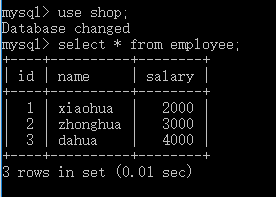 mysql> use shop;
Database changed
mysql> select * from employee;
+----+----------+--------+
| id | name     | salary |
+----+----------+--------+
|  1 | xiaohua  |   2000 |
|  2 | zhonghua |   3000 |
|  3 | dahua    |   4000 |
+----+----------+--------+
3 rows in set (0.01 sec)